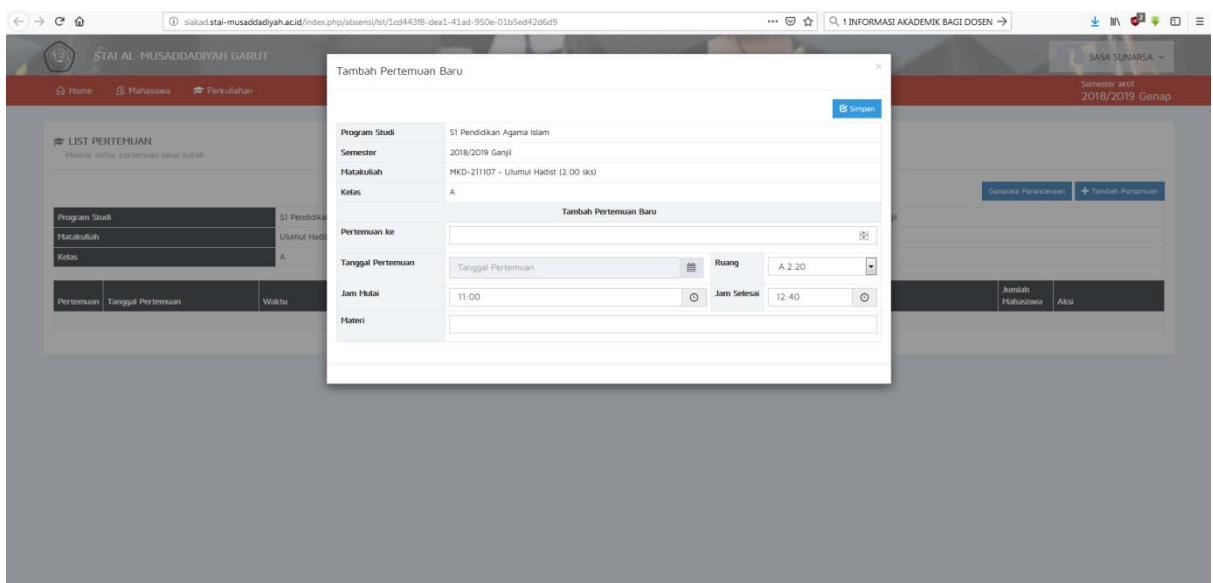 siakad.stai-musaddadiyah.ac.id/index.php/absensi/lst/1cd443f8-dea1-41ad-950e-01b5ed42d6d9
1 INFORMASI AKADEMIK BAGI DOSEN
STAI AL-MUSADDADIYAH GARUT
SASA SUNARSA
Home Mahasiswa Perkuliahan
Semester aktif :
2018/2019 Genap
LIST PERTEMUAN
Melihat daftar pertemuan kelas kuliah
Generate Perencanaan Tambah Pertemuan
Program Studi S1 Pendidika
Matakuliah Ulumul Hadis
Kelas A
Pertemuan Tanggal Pertemuan Waktu Jumlah Mahasiswa Aksi
Tambah Pertemuan Baru ×
Simpan
Program Studi S1 Pendidikan Agama Islam
Semester 2018/2019 Ganjil
Matakuliah MKD-211107 - Ulumul Hadist (2.00 sks)
Kelas A
Tambah Pertemuan Baru
Pertemuan ke
Tanggal Pertemuan Tanggal Pertemuan Ruang A.2.20
Jam Mulai 11:00 Jam Selesai 12:40
Materi